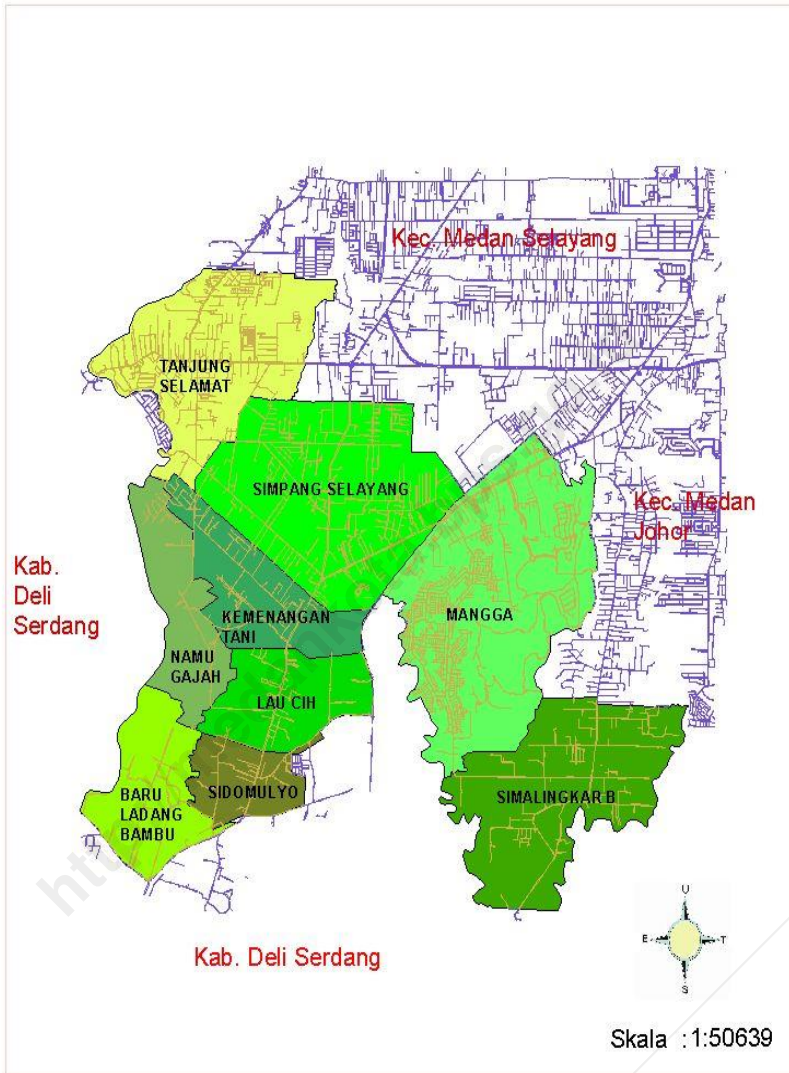 Kec. Medan Selayang
TANJUNG
SELAMAT
SIMPANG SELAYANG
Kec. Medan
Johor
Kab.
Deli
Serdang
KEMENANGAN
TANI
MANGGA
NAMU
GAJAH
LAU CIH
BARU
LADANG
BAMBU
SIDOMULYO
SIMALINGKAR B
U
B
T
S
Kab. Deli Serdang
Skala : 1:50639